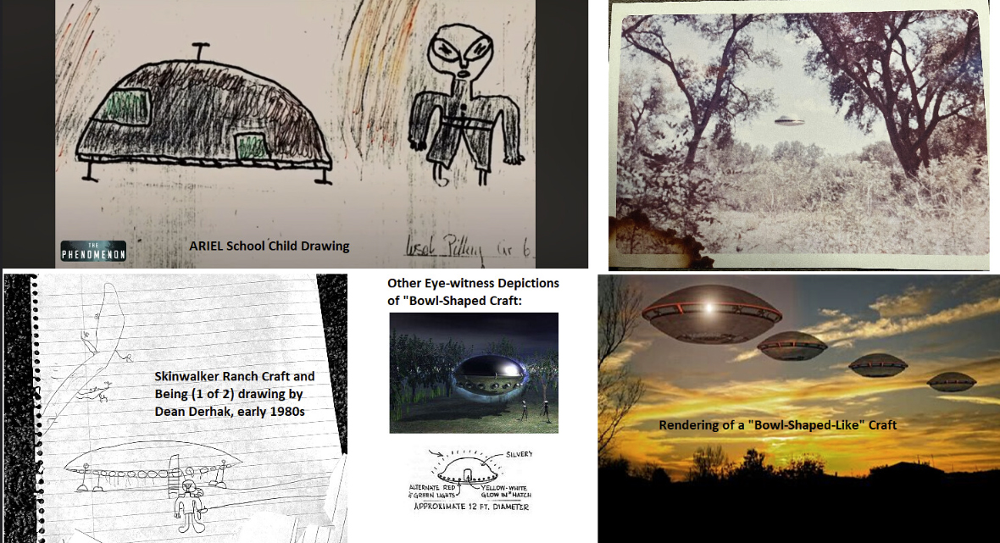 THE
PHENOMENON
ARIEL School Child Drawing
Gr 6.
Skinwalker Ranch Craft and
Being (1 of 2) drawing by
Dean Derhak, early 1980s
Other Eye-witness Depictions
of "Bowl-Shaped Craft:
SILVERY
ALTERNATE RED
& GREEN LIGHTS
YELLOW-WHITE
GLOW IN "HATCH
APPROXIMATE 12 FT. DIAMETER
Rendering of a "Bowl-Shaped-Like" Craft